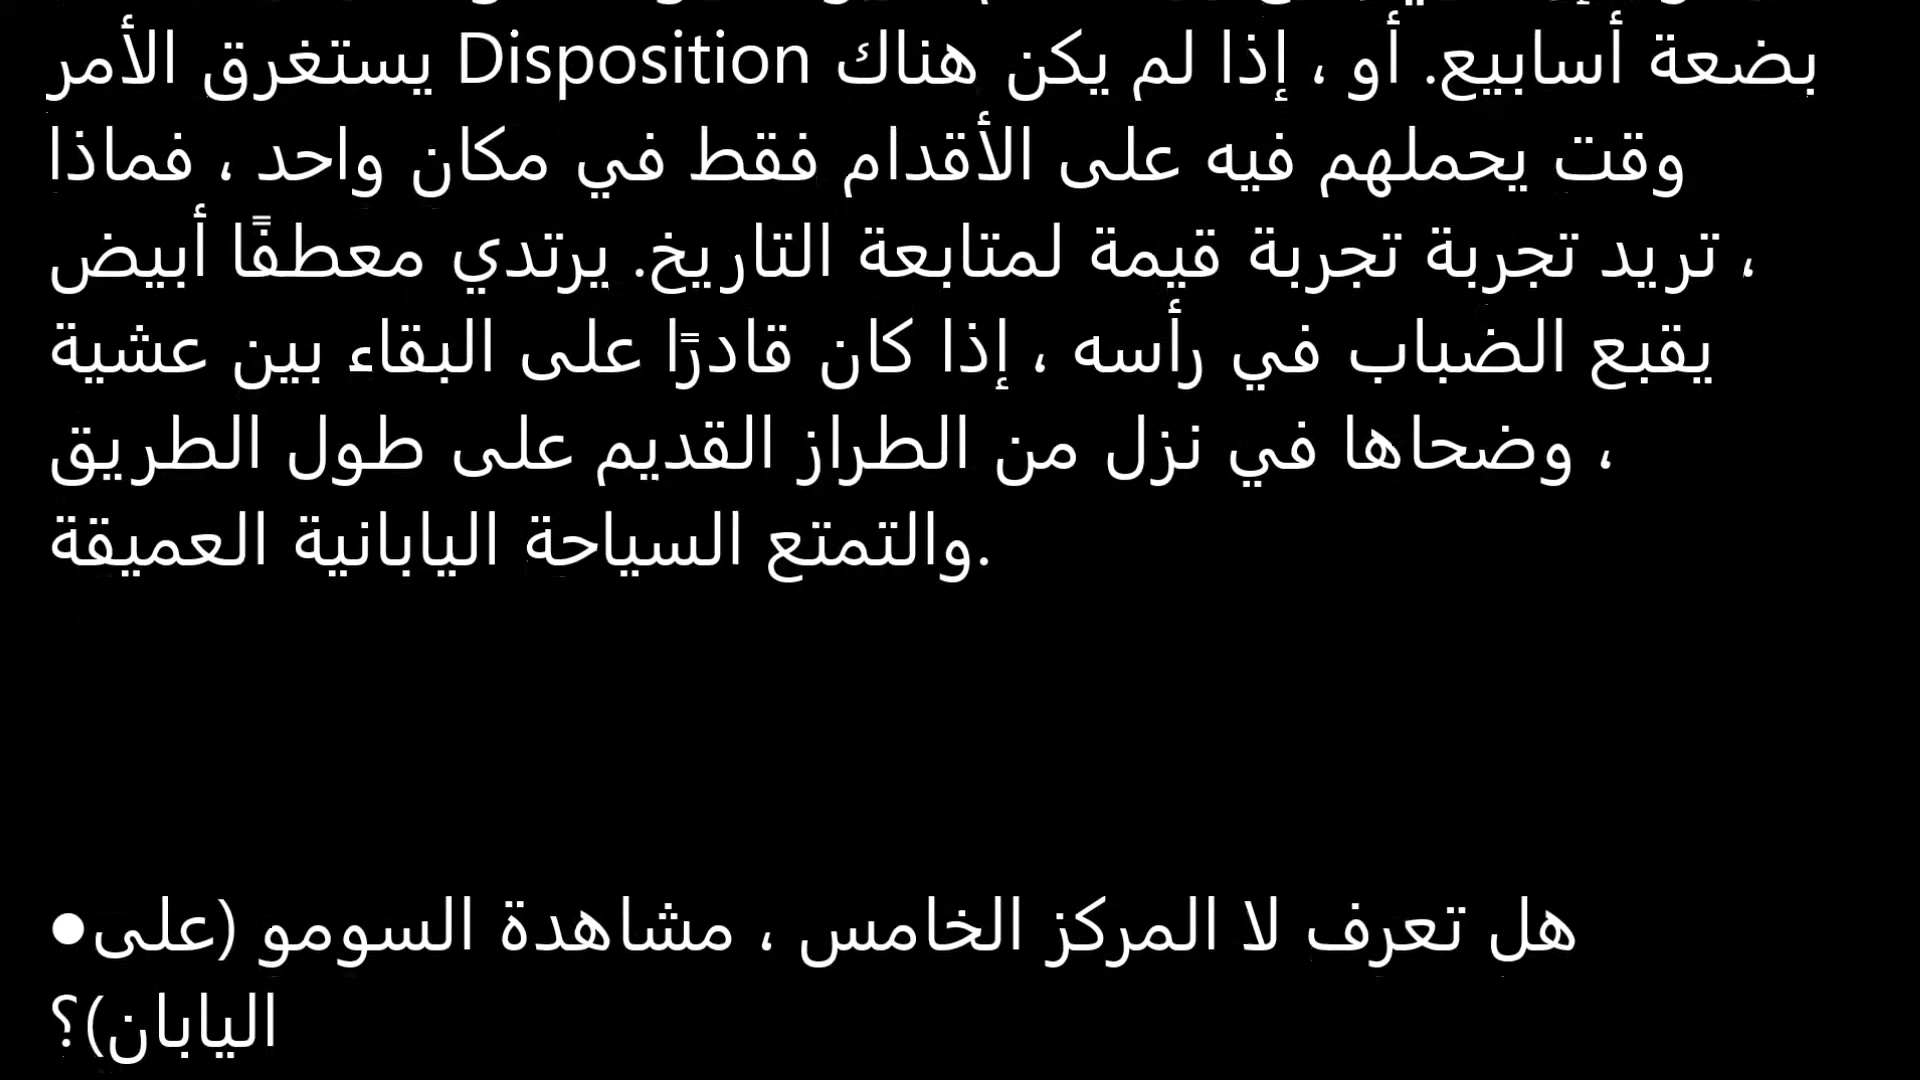 بضعة أسابيع. أو ، إذا لم يكن هناك Disposition يستغرق الأمر
وقت يحملهم فيه على الأقدام فقط في مكان واحد ، فماذا
، تريد تجربة تجربة قيمة لمتابعة التاريخ. يرتدي معطفًا أبيض
يقبع الضباب في رأسه ، إذا كان قادرًا على البقاء بين عشية
، وضحاها في نزل من الطراز القديم على طول الطريق
.والتمتع السياحة اليابانية العميقة
هل تعرف لا المركز الخامس ، مشاهدة السومو (على●
اليابان)؟